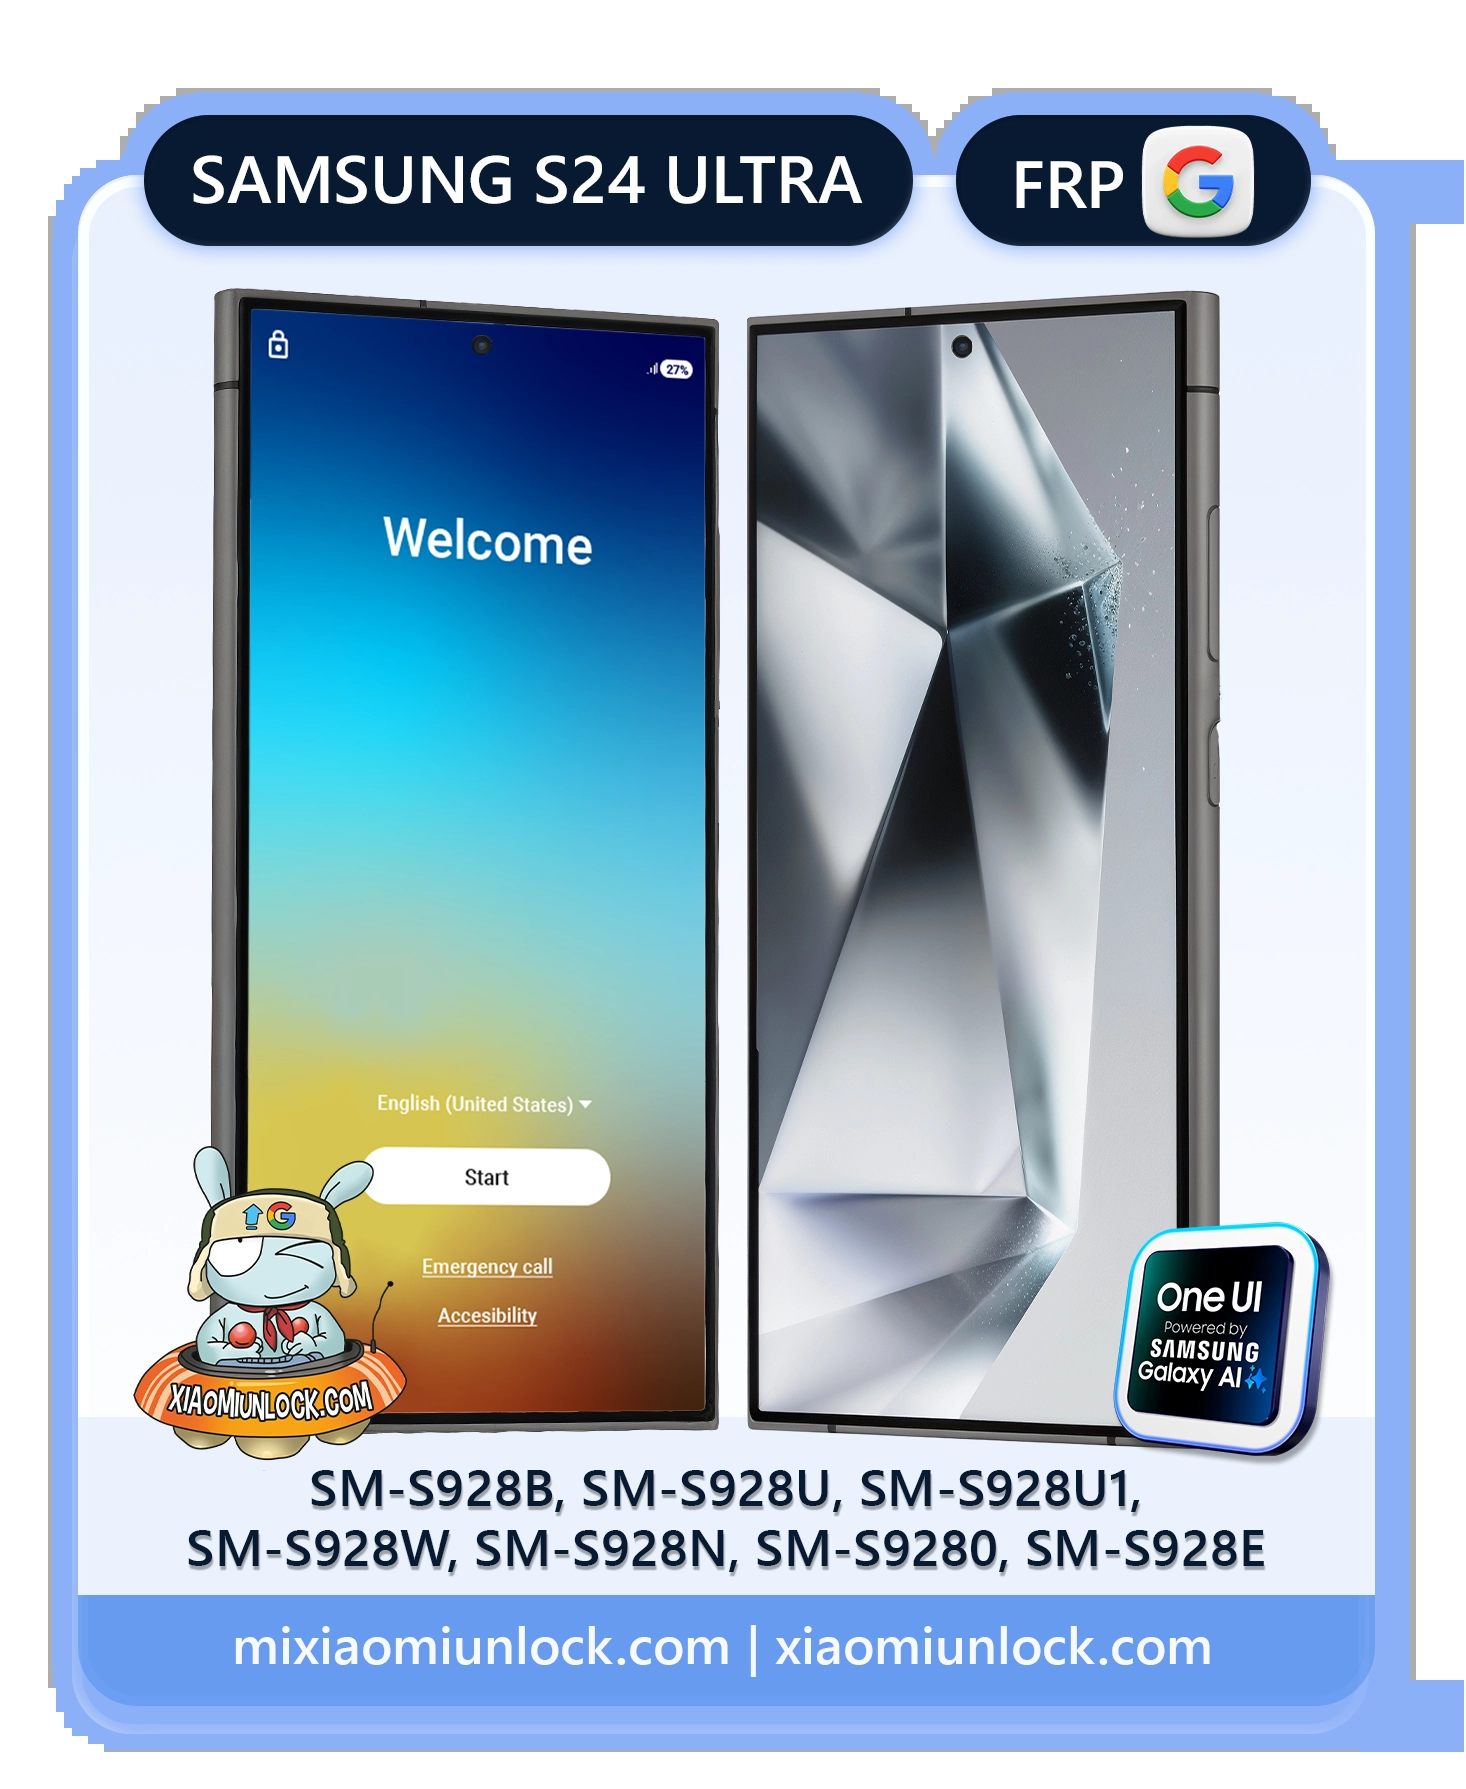 SAMSUNG S24 ULTRA
FRP G
27%
Welcome
English (United States)
Start
Emergency call
Accesibility
G
XIAOMIUNLOCK.COM
One UI
Powered by
SAMSUNG
Galaxy AI
SM-S928B, SM-S928U, SM-S928U1,
SM-S928W, SM-S928N, SM-S9280, SM-S928E
mixiaomiunlock.com | xiaomiunlock.com